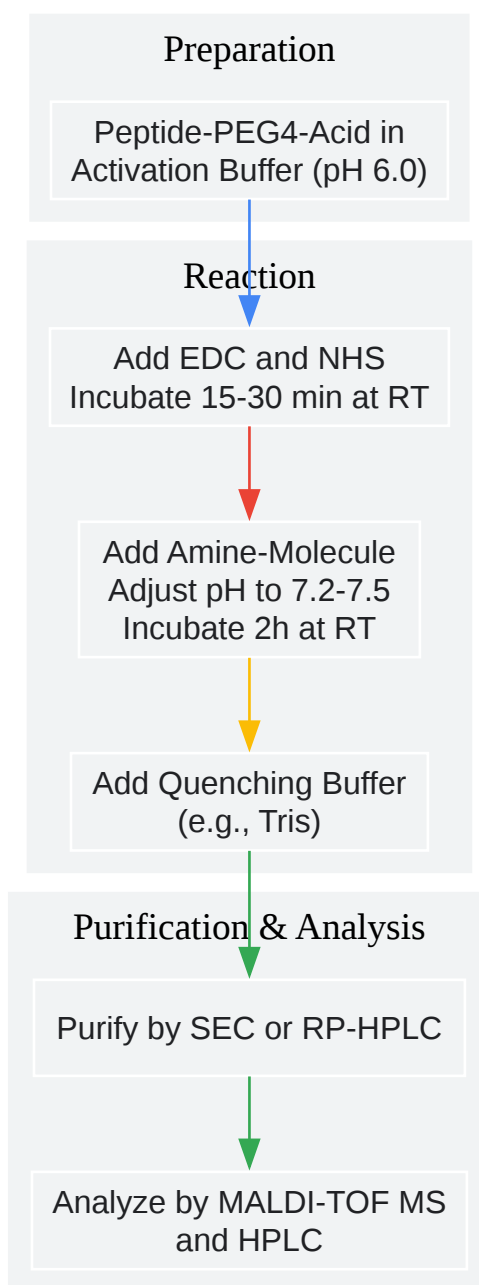 Preparation
Peptide-PEG4-Acid in
Activation Buffer (pH 6.0)
Reaction
Add EDC and NHS
Incubate 15-30 min at RT
Add Amine-Molecule
Adjust pH to 7.2-7.5
Incubate 2h at RT
Add Quenching Buffer
(e.g., Tris)
Purification & Analysis
Purify by SEC or RP-HPLC
Analyze by MALDI-TOF MS
and HPLC